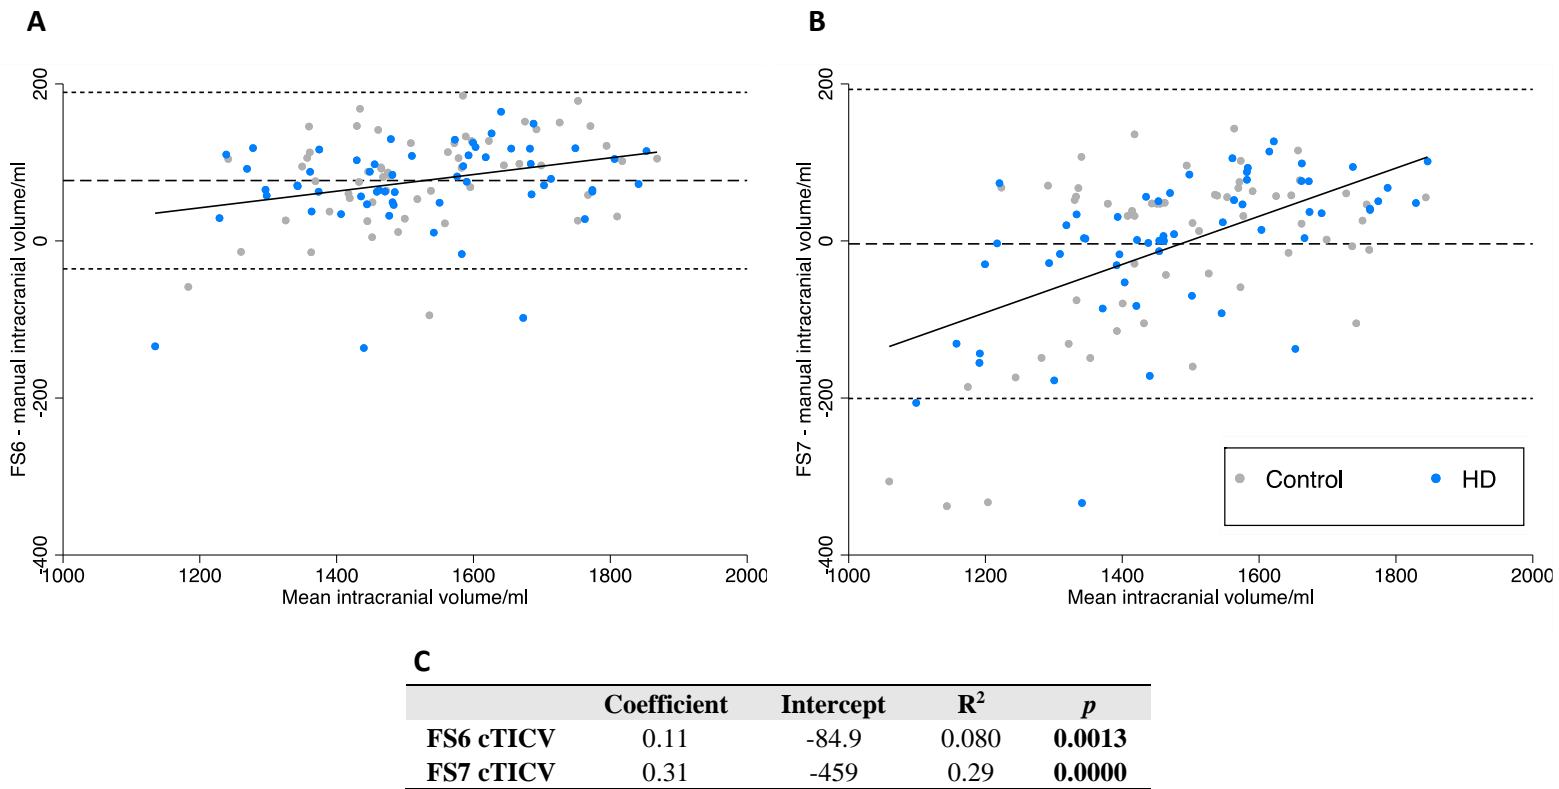 A
B
200
0
-200
-400
FS6 - manual intracranial volume/ml
1000 1200 1400 1600 1800 2000
Mean intracranial volume/ml
200
0
-200
-400
FS7 - manual intracranial volume/ml
Control HD
1000 1200 1400 1600 1800 2000
Mean intracranial volume/ml
C
Coefficient Intercept R² p
FS6 cTICV 0.11 -84.9 0.080 0.0013
FS7 cTICV 0.31 -459 0.29 0.0000